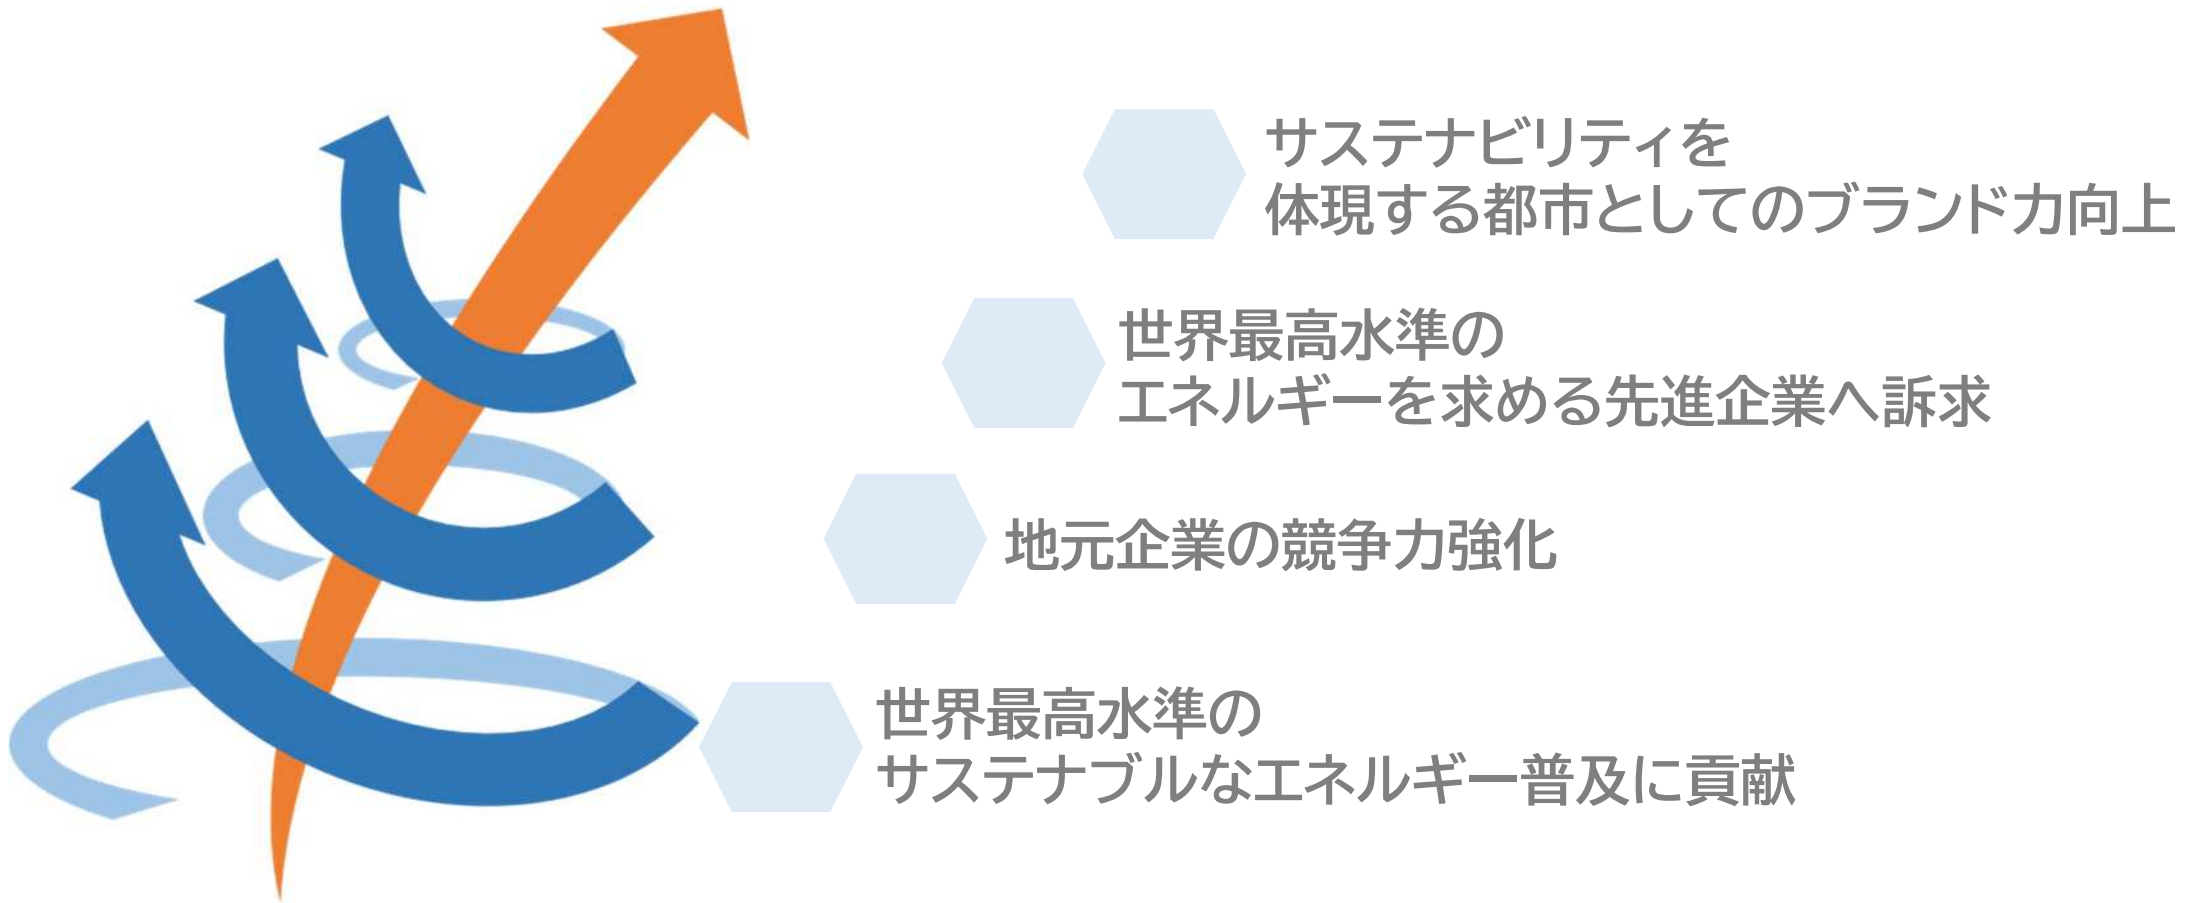 サステナビリティを
体現する都市としてのブランド力向上
世界最高水準の
エネルギーを求める先進企業へ訴求
地元企業の競争力強化
世界最高水準の
サステナブルなエネルギー普及に貢献